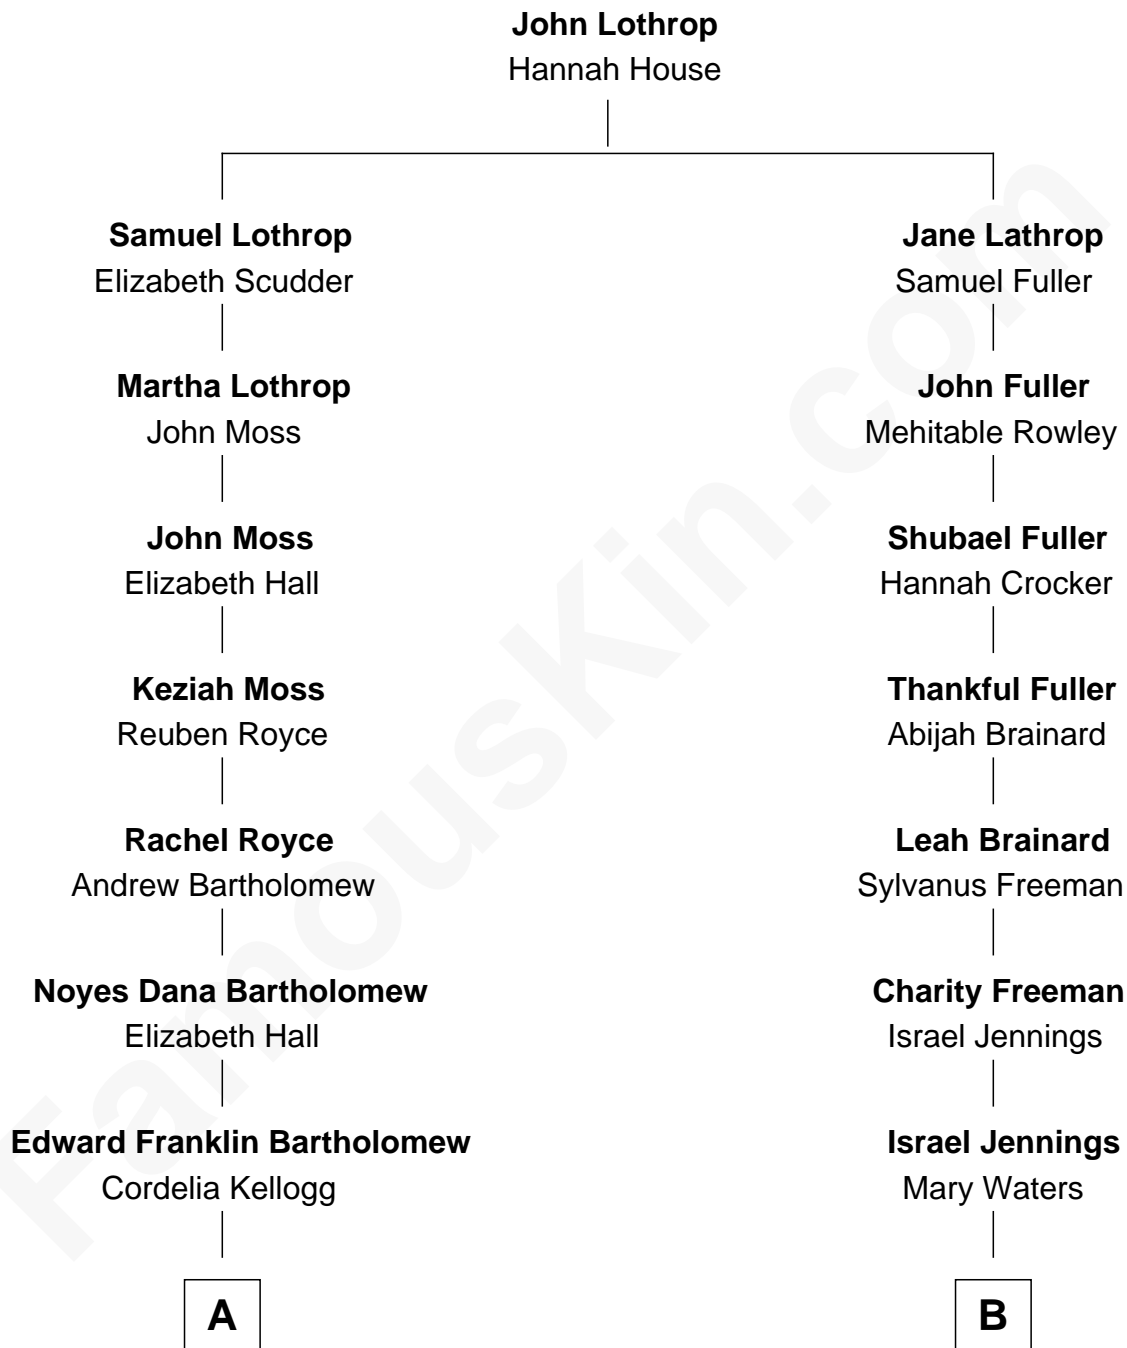 John Lothrop
Hannah House
Samuel Lothrop
Elizabeth Scudder
Jane Lathrop
Samuel Fuller
Martha Lothrop
John Moss
John Fuller
Mehitable Rowley
John Moss
Elizabeth Hall
Shubael Fuller
Hannah Crocker
Keziah Moss
Reuben Royce
Thankful Fuller
Abijah Brainard
Rachel Royce
Andrew Bartholomew
Leah Brainard
Sylvanus Freeman
Noyes Dana Bartholomew
Elizabeth Hall
Charity Freeman
Israel Jennings
Edward Franklin Bartholomew
Cordelia Kellogg
Israel Jennings
Mary Waters
A
B
FamousKin.com